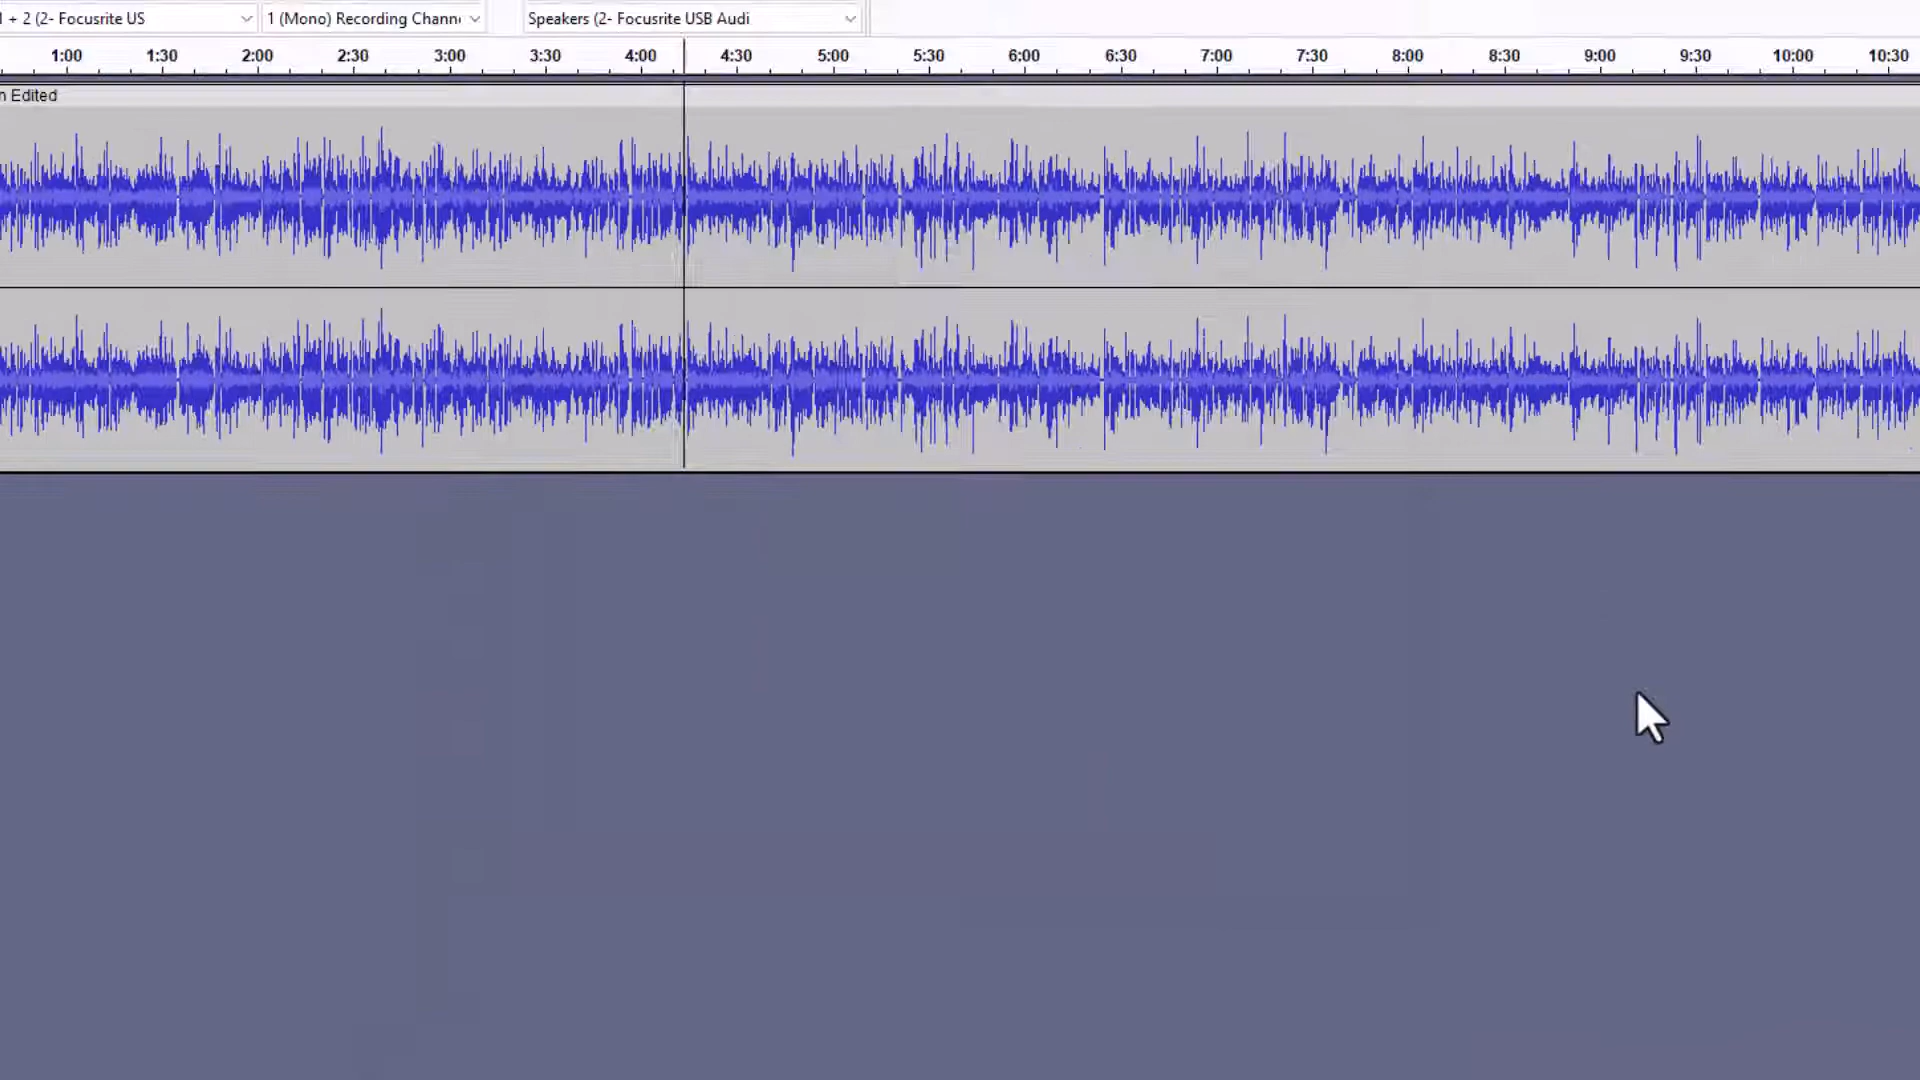 + 2 (2- Focusrite US 1 (Mono) Recording Chann Speakers (2- Focusrite USB Audi
1:00 1:30 2:00 2:30 3:00 3:30 4:00 4:30 5:00 5:30 6:00 6:30 7:00 7:30 8:00 8:30 9:00 9:30 10:00 10:30
n Edited